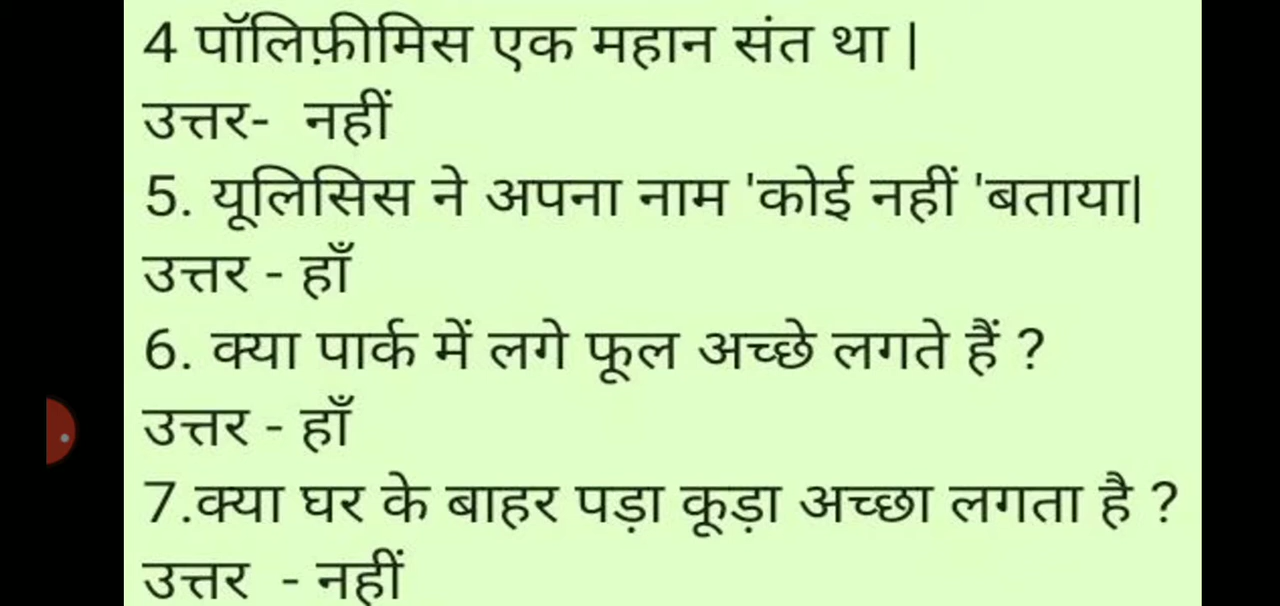 4 पॉलिफ़ीमिस एक महान संत था |
उत्तर-  नहीं
5. यूलिसिस ने अपना नाम 'कोई नहीं 'बताया|
उत्तर - हाँ
6. क्या पार्क में लगे फूल अच्छे लगते हैं ?
उत्तर - हाँ
7.क्या घर के बाहर पड़ा कूड़ा अच्छा लगता है ?
उत्तर  - नहीं